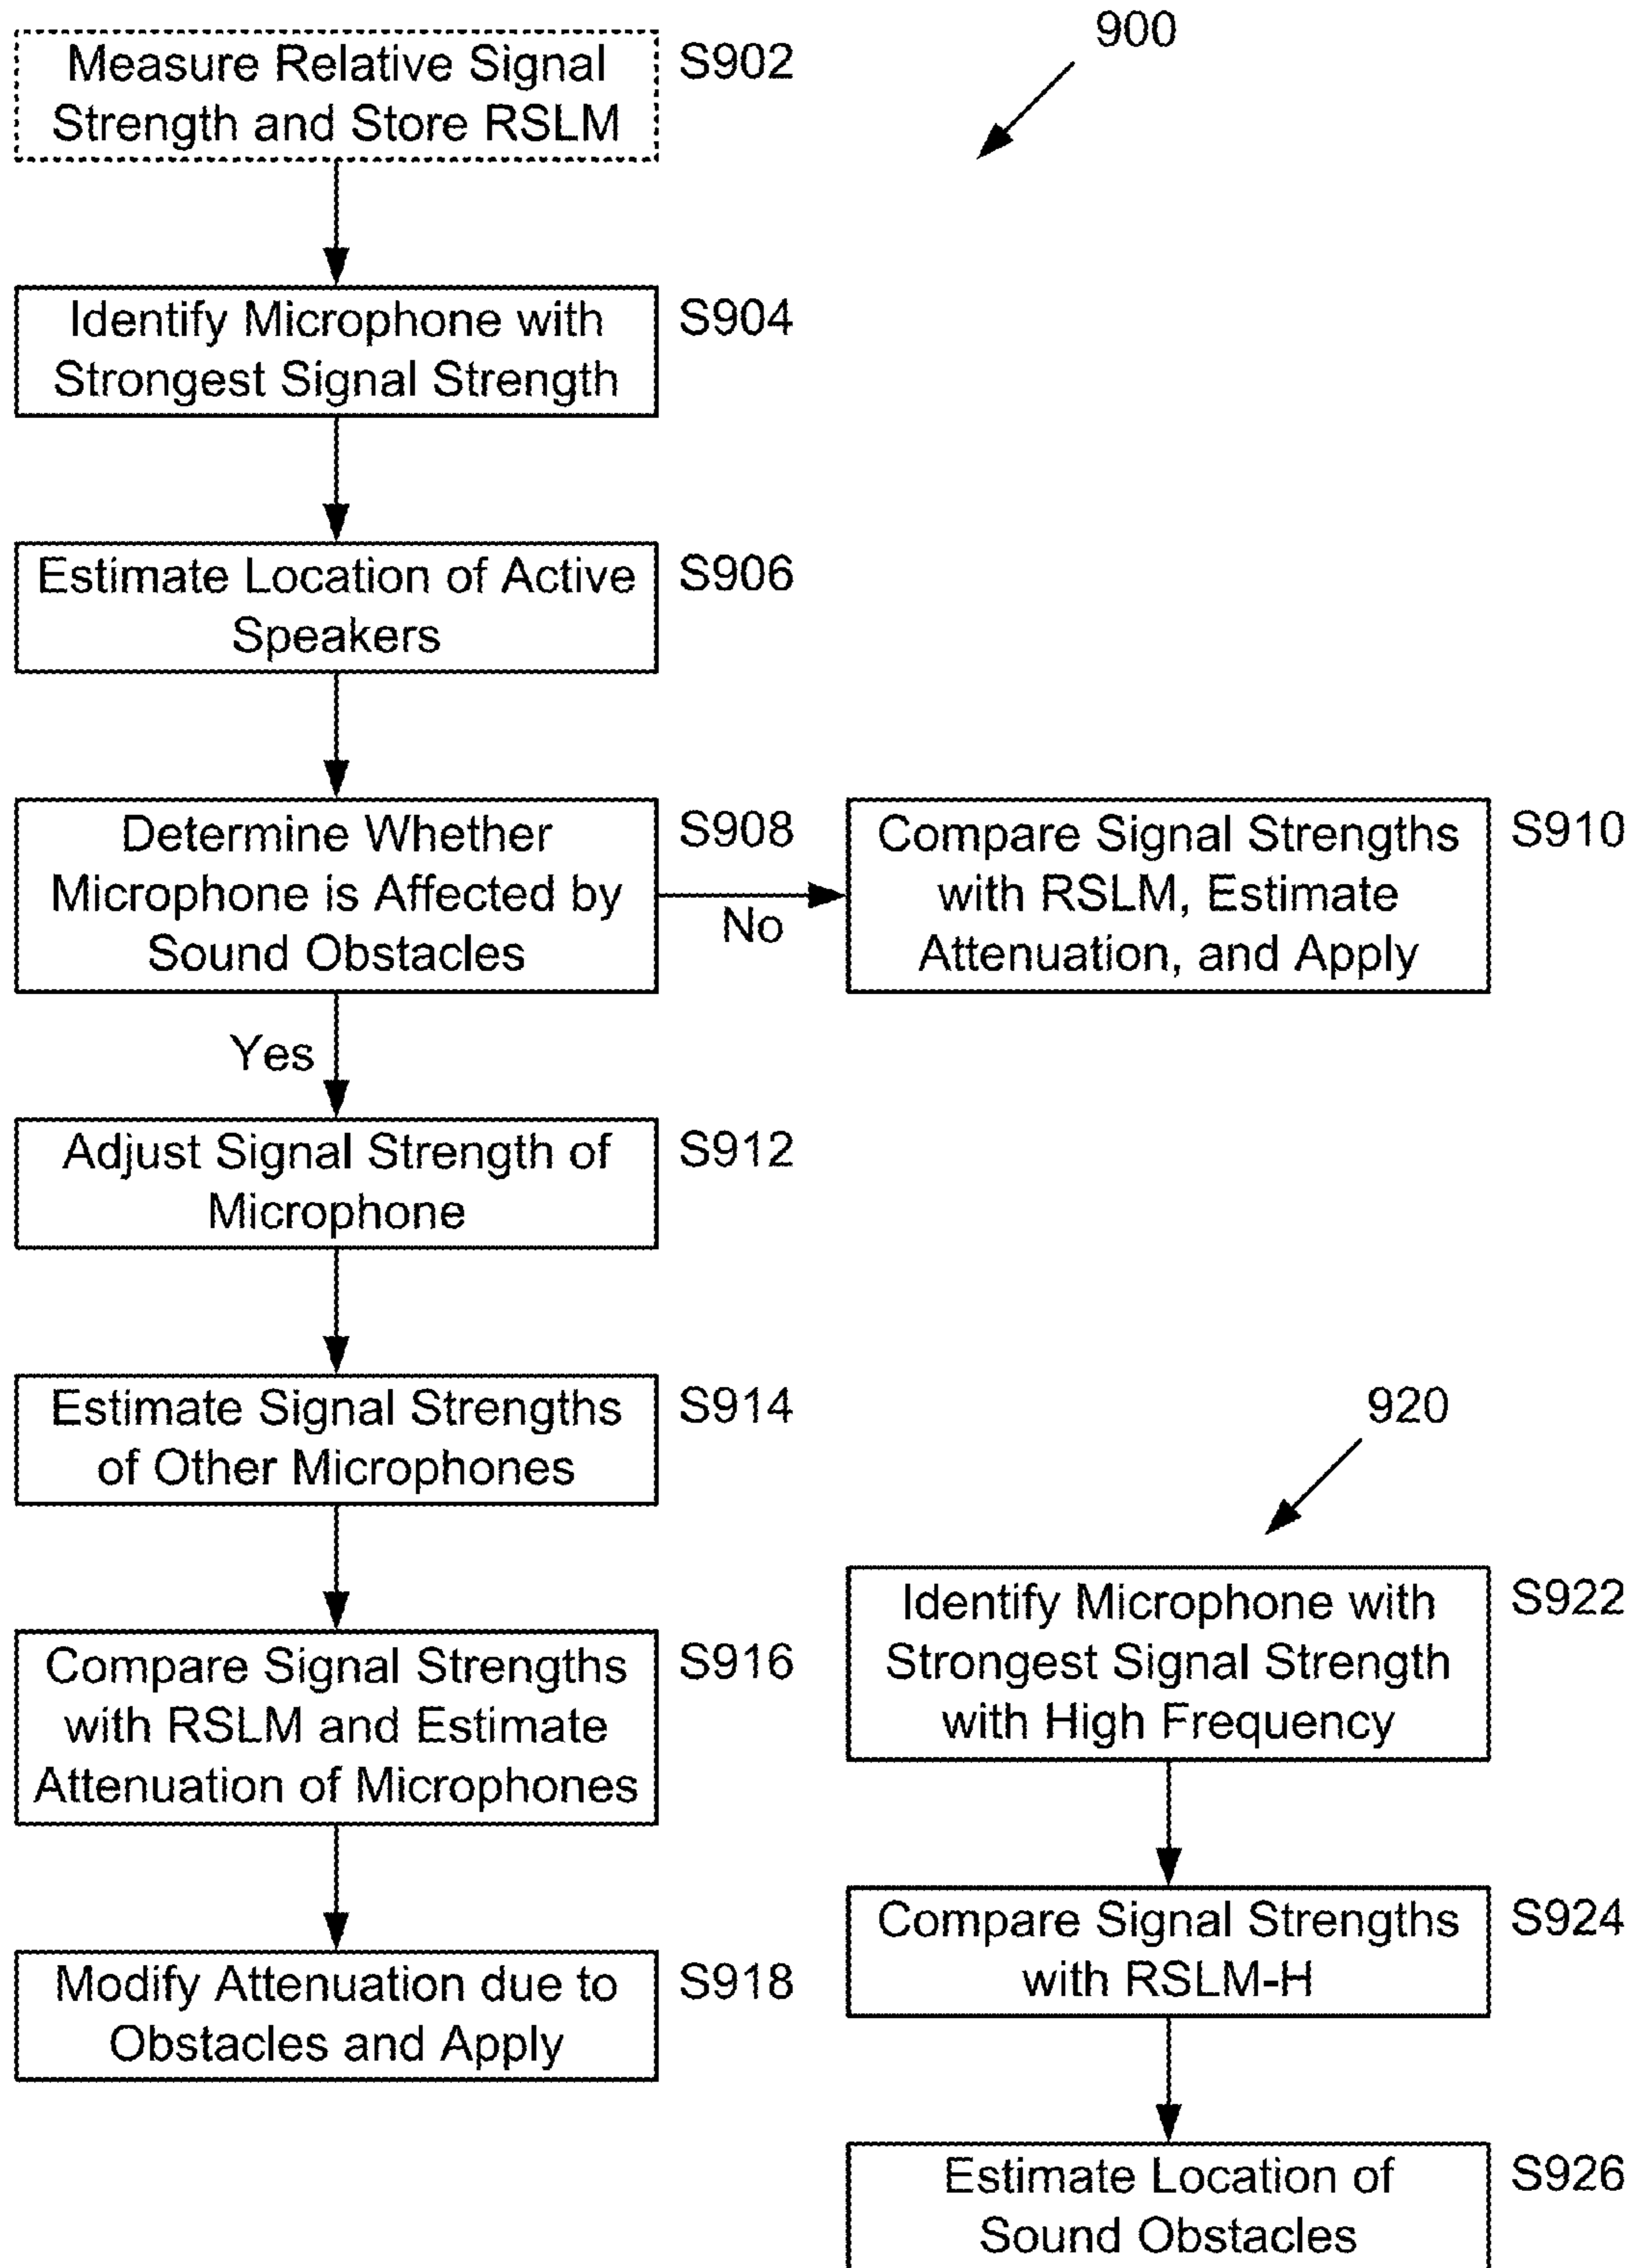 900
Measure Relative Signal
Strength and Store RSLM
S902
Identify Microphone with
Strongest Signal Strength
S904
Estimate Location of Active
Speakers
S906
Determine Whether
Microphone is Affected by
Sound Obstacles
S908
No
Compare Signal Strengths
with RSLM, Estimate
Attenuation, and Apply
S910
Yes
Adjust Signal Strength of
Microphone
S912
Estimate Signal Strengths
of Other Microphones
S914
Compare Signal Strengths
with RSLM and Estimate
Attenuation of Microphones
S916
Modify Attenuation due to
Obstacles and Apply
S918
920
Identify Microphone with
Strongest Signal Strength
with High Frequency
S922
Compare Signal Strengths
with RSLM-H
S924
Estimate Location of
Sound Obstacles
S926